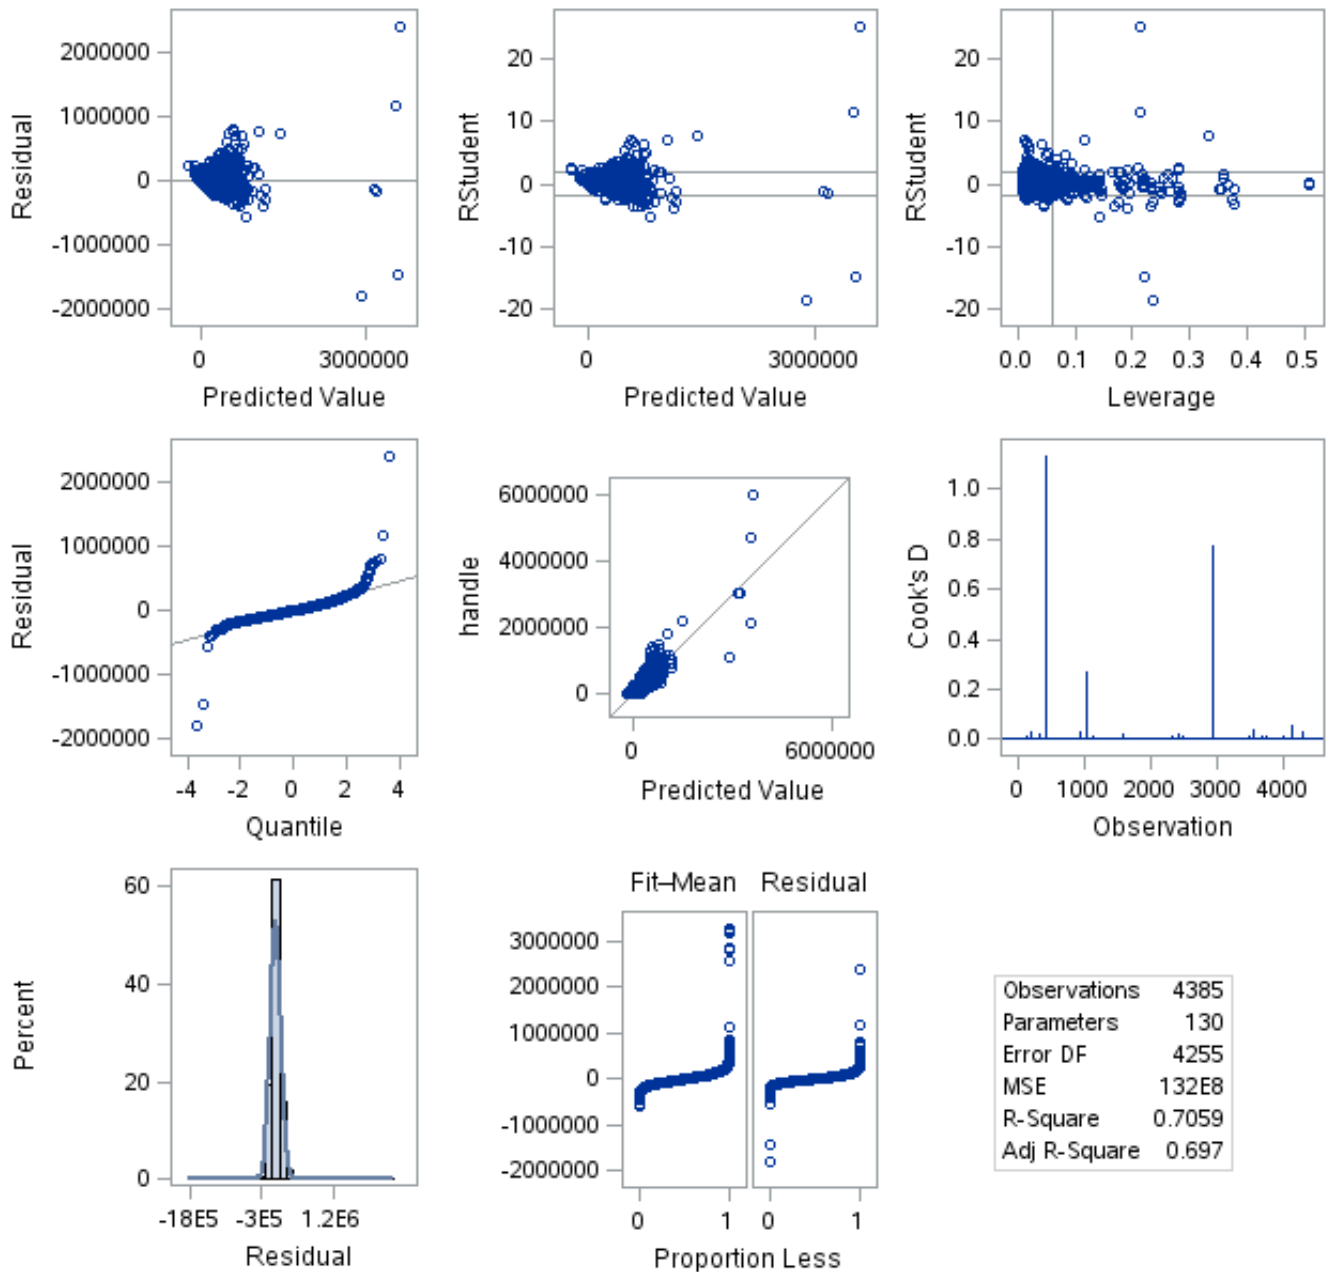 2000000
1000000
0
-1000000
-2000000
Residual
0 3000000
Predicted Value
20
10
0
-10
-20
RStudent
0 3000000
Predicted Value
20
10
0
-10
-20
RStudent
0.0 0.1 0.2 0.3 0.4 0.5
Leverage
2000000
1000000
0
-1000000
-2000000
Residual
-4 -2 0 2 4
Quantile
6000000
4000000
2000000
0
handle
0 6000000
Predicted Value
1.0
0.8
0.6
0.4
0.2
0.0
Cook's D
0 1000 2000 3000 4000
Observation
60
40
20
0
Percent
-18E5 -3E5 1.2E6
Residual
Fit–Mean Residual
3000000
2000000
1000000
0
-1000000
-2000000
0 1 0 1
Proportion Less
Observations 4385
Parameters 130
Error DF 4255
MSE 132E8
R-Square 0.7059
Adj R-Square 0.697